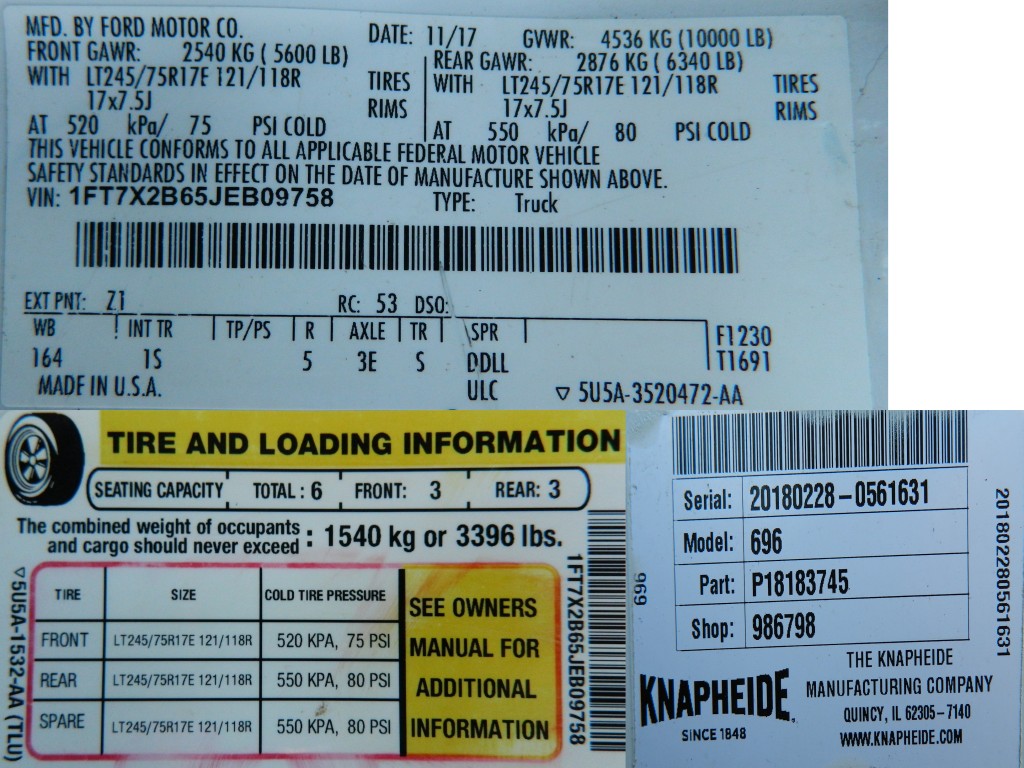 MFD. BY FORD MOTOR CO.
DATE: 11/17 GVWR: 4536 KG (10000 LB)
FRONT GAWR: 2540 KG ( 5600 LB)
WITH LT245/75R17E 121/118R TIRES
17x7.5J RIMS
AT 520 kPa/ 75 PSI COLD
REAR GAWR: 2876 KG ( 6340 LB)
WITH LT245/75R17E 121/118R TIRES
17x7.5J RIMS
AT 550 kPa/ 80 PSI COLD
THIS VEHICLE CONFORMS TO ALL APPLICABLE FEDERAL MOTOR VEHICLE
SAFETY STANDARDS IN EFFECT ON THE DATE OF MANUFACTURE SHOWN ABOVE.
VIN: 1FT7X2B65JEB09758 TYPE: Truck
EXT PNT: Z1 RC: 53 DSO:
WB INT TR TP/PS R AXLE TR SPR F1230
164 1S 5 3E S DDLL T1691
MADE IN U.S.A. ULC ▽ 5U5A-3520472-AA
TIRE AND LOADING INFORMATION
SEATING CAPACITY TOTAL : 6 FRONT: 3 REAR: 3
The combined weight of occupants
and cargo should never exceed : 1540 kg or 3396 lbs.
TIRE SIZE COLD TIRE PRESSURE
FRONT LT245/75R17E 121/118R 520 KPA, 75 PSI
REAR LT245/75R17E 121/118R 550 KPA, 80 PSI
SPARE LT245/75R17E 121/118R 550 KPA, 80 PSI
SEE OWNERS
MANUAL FOR
ADDITIONAL
INFORMATION
▽5U5A-1532-AA (TLU)
1FT7X2B65JEB09758
Serial: 20180228-0561631
Model: 696
Part: P18183745
Shop: 986798
969
201802280561631
KNAPHEIDE
SINCE 1848
THE KNAPHEIDE
MANUFACTURING COMPANY
QUINCY, IL 62305-7140
WWW.KNAPHEIDE.COM